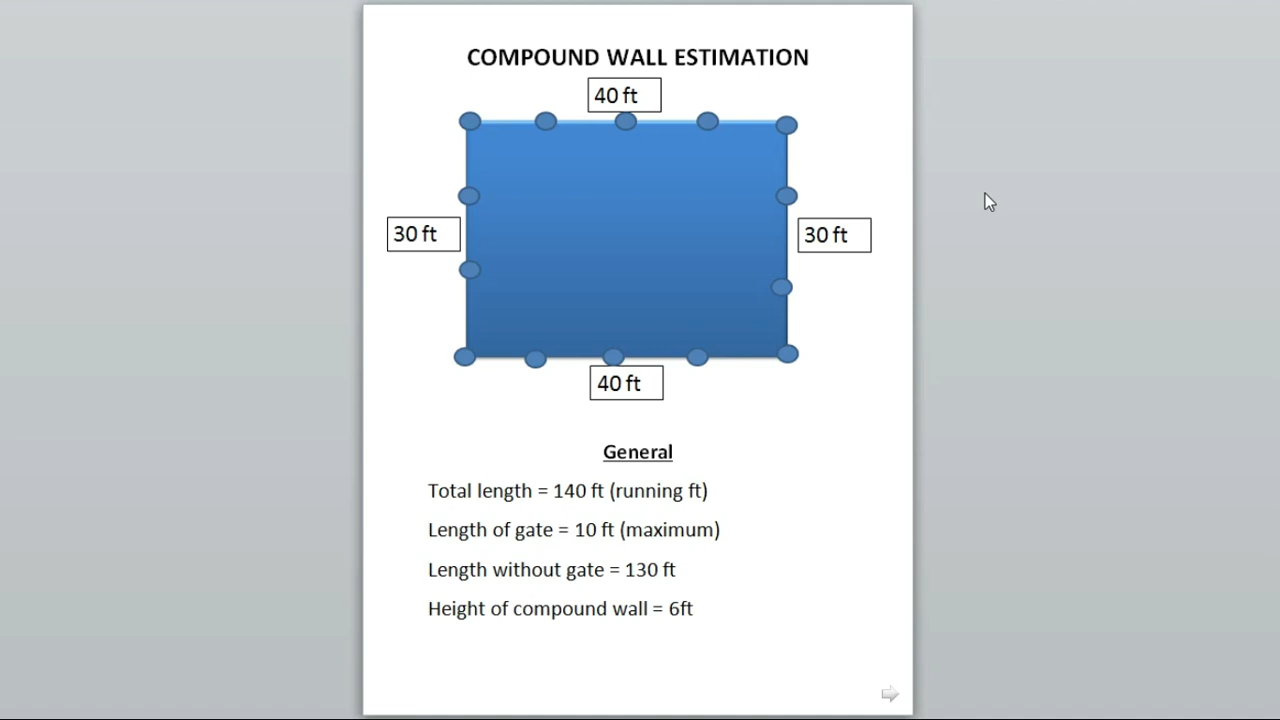 COMPOUND WALL ESTIMATION
40 ft
30 ft
30 ft
40 ft
General
Total length = 140 ft (running ft)
Length of gate = 10 ft (maximum)
Length without gate = 130 ft
Height of compound wall = 6ft